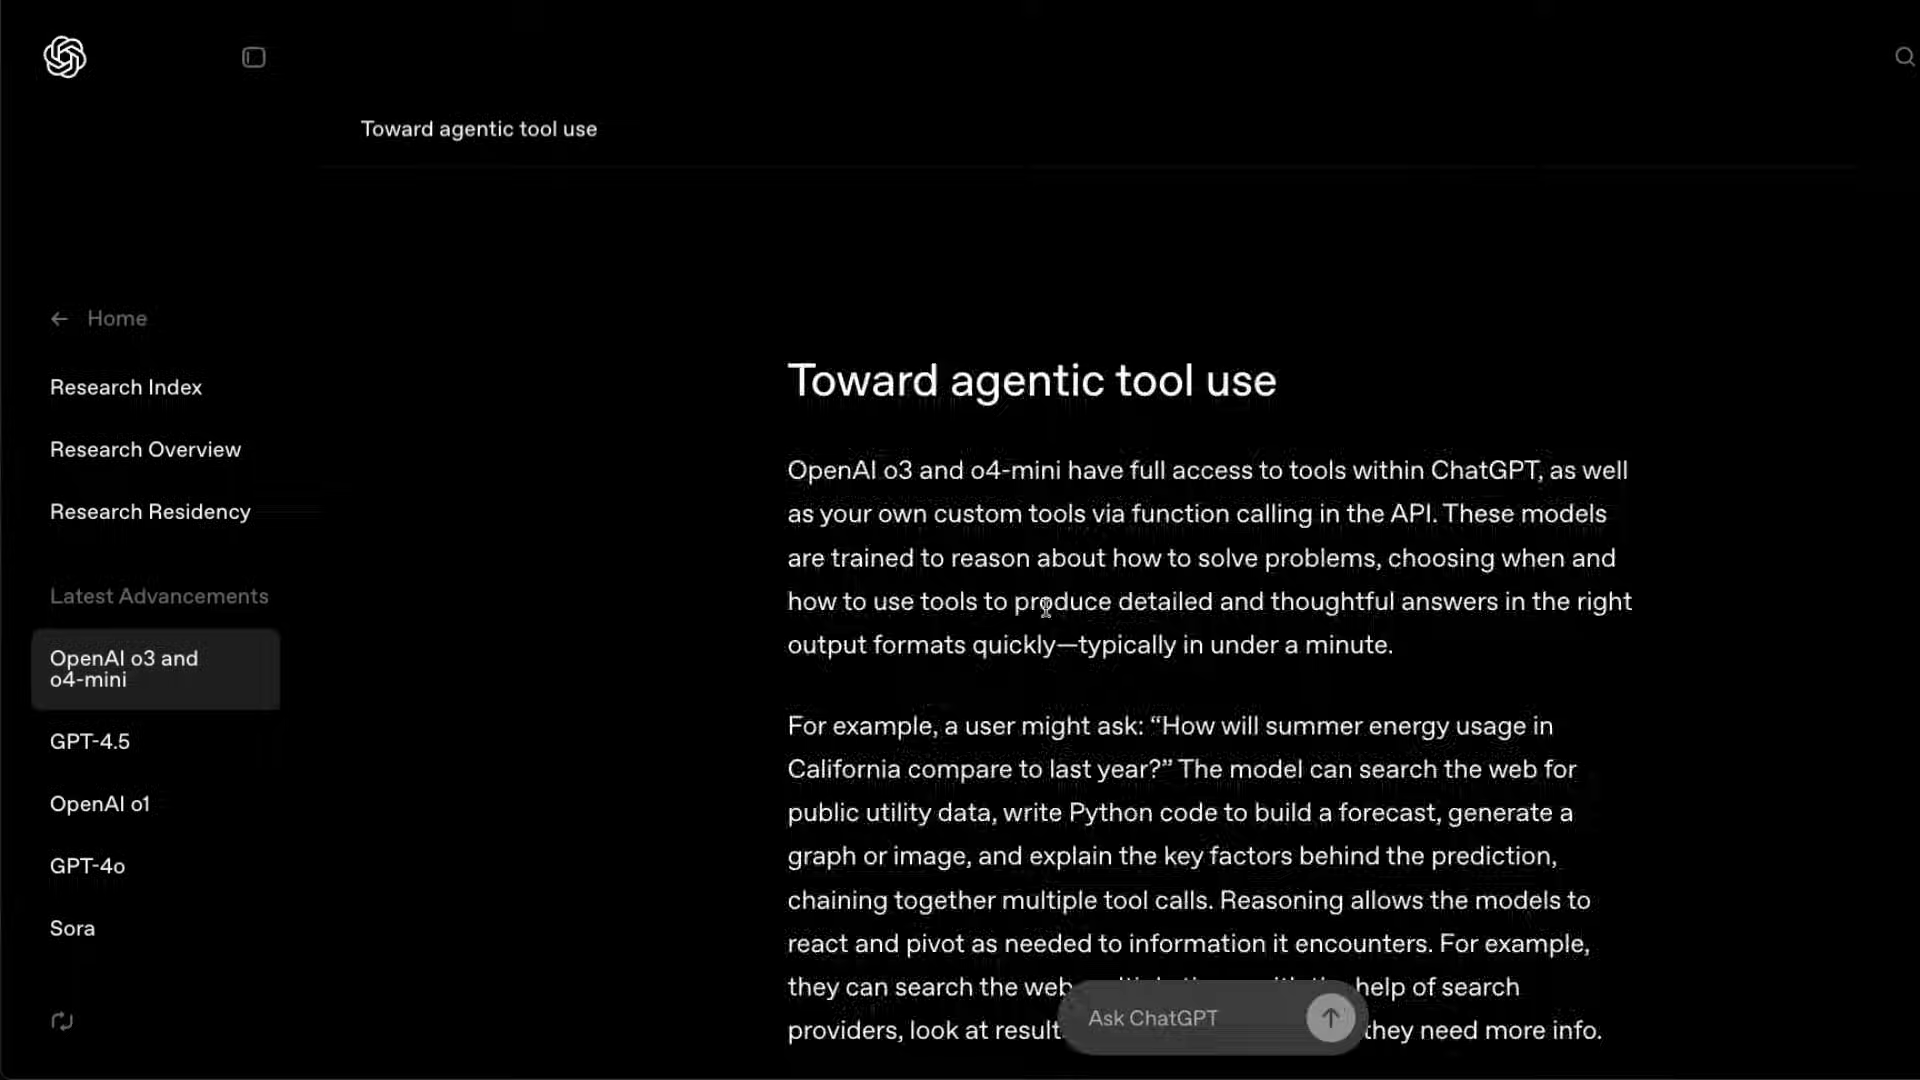 Toward agentic tool use
Home
Research Index
Research Overview
Research Residency
Latest Advancements
OpenAI o3 and
o4-mini
GPT-4.5
OpenAI o1
GPT-4o
Sora
Toward agentic tool use
OpenAI o3 and o4-mini have full access to tools within ChatGPT, as well
as your own custom tools via function calling in the API. These models
are trained to reason about how to solve problems, choosing when and
how to use tools to produce detailed and thoughtful answers in the right
output formats quickly—typically in under a minute.
For example, a user might ask: “How will summer energy usage in
California compare to last year?” The model can search the web for
public utility data, write Python code to build a forecast, generate a
graph or image, and explain the key factors behind the prediction,
chaining together multiple tool calls. Reasoning allows the models to
react and pivot as needed to information it encounters. For example,
they can search the web help of search
providers, look at result they need more info.
Ask ChatGPT